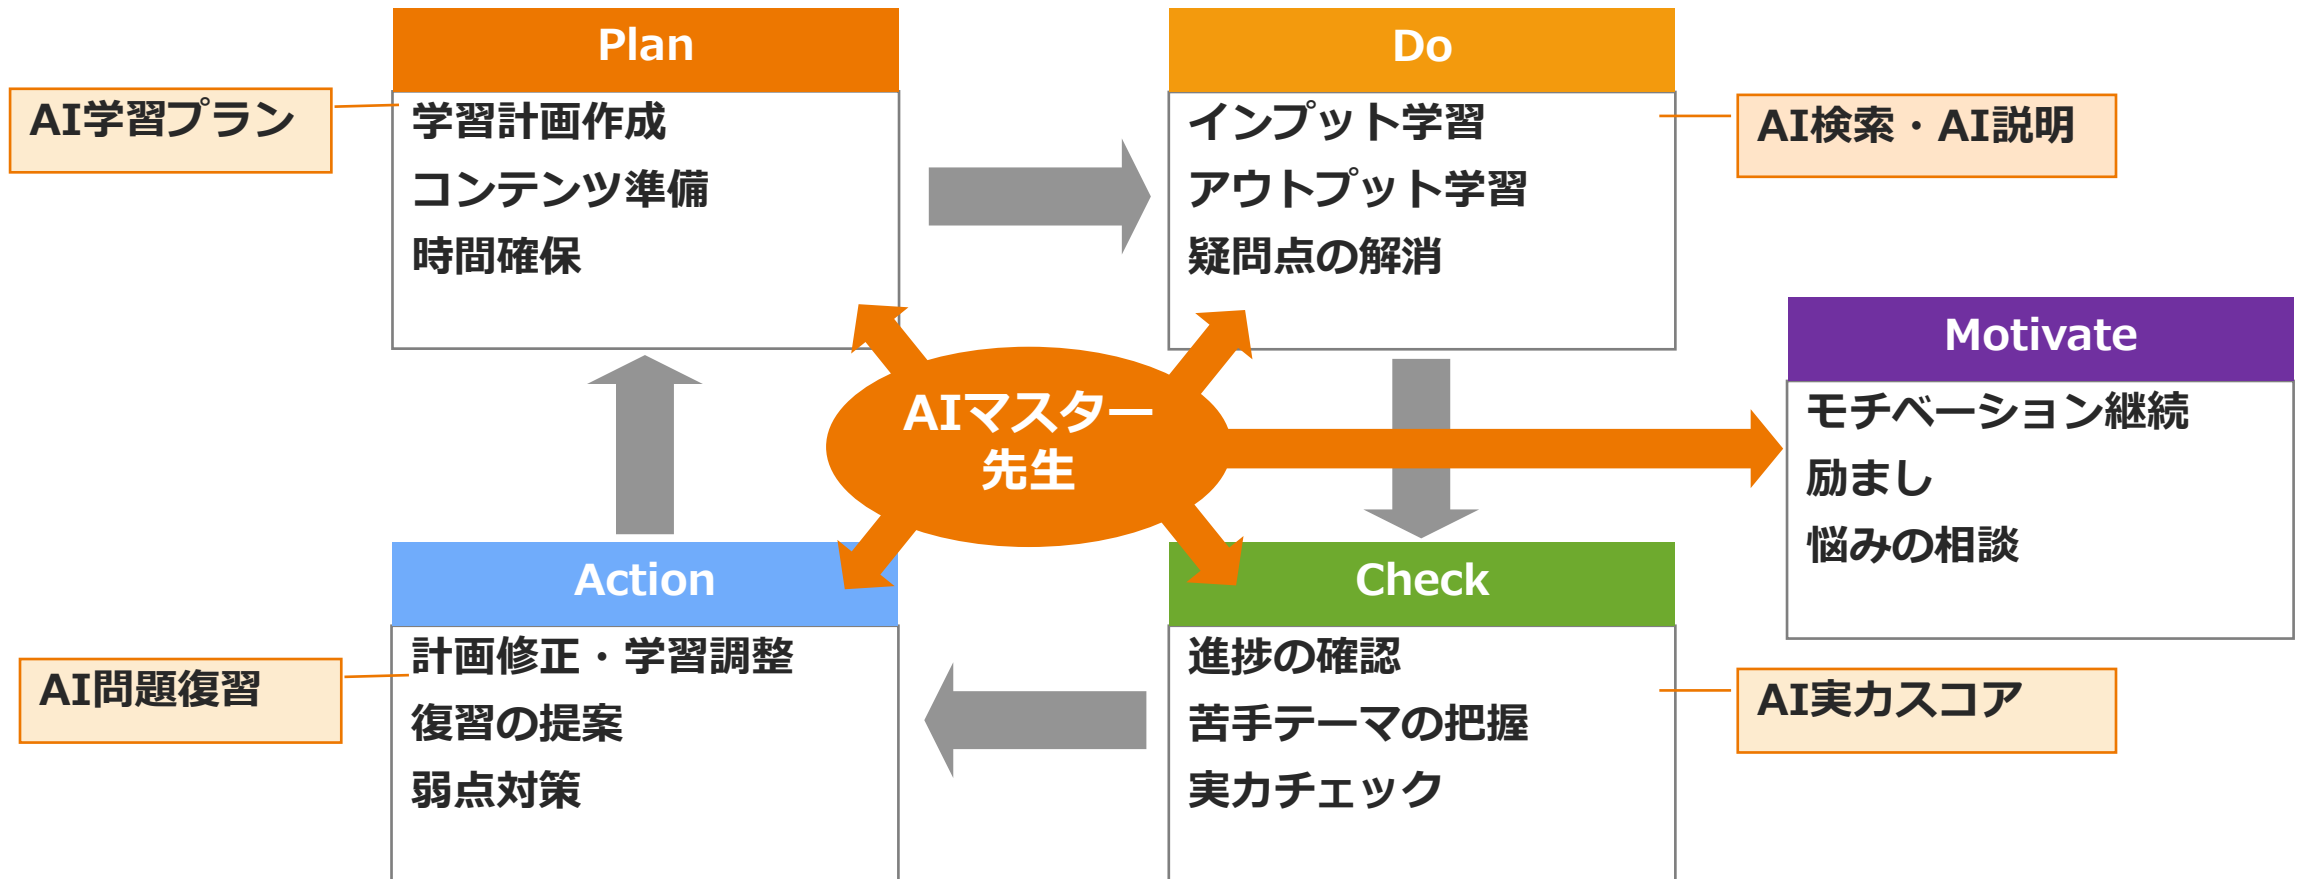 Plan
AI学習プラン
学習計画作成
コンテンツ準備
時間確保
Do
インプット学習
アウトプット学習
疑問点の解消
AI検索・AI説明
AIマスター
先生
Motivate
モチベーション継続
励まし
悩みの相談
Action
AI問題復習
計画修正・学習調整
復習の提案
弱点対策
Check
進捗の確認
苦手テーマの把握
実力チェック
AI実力スコア